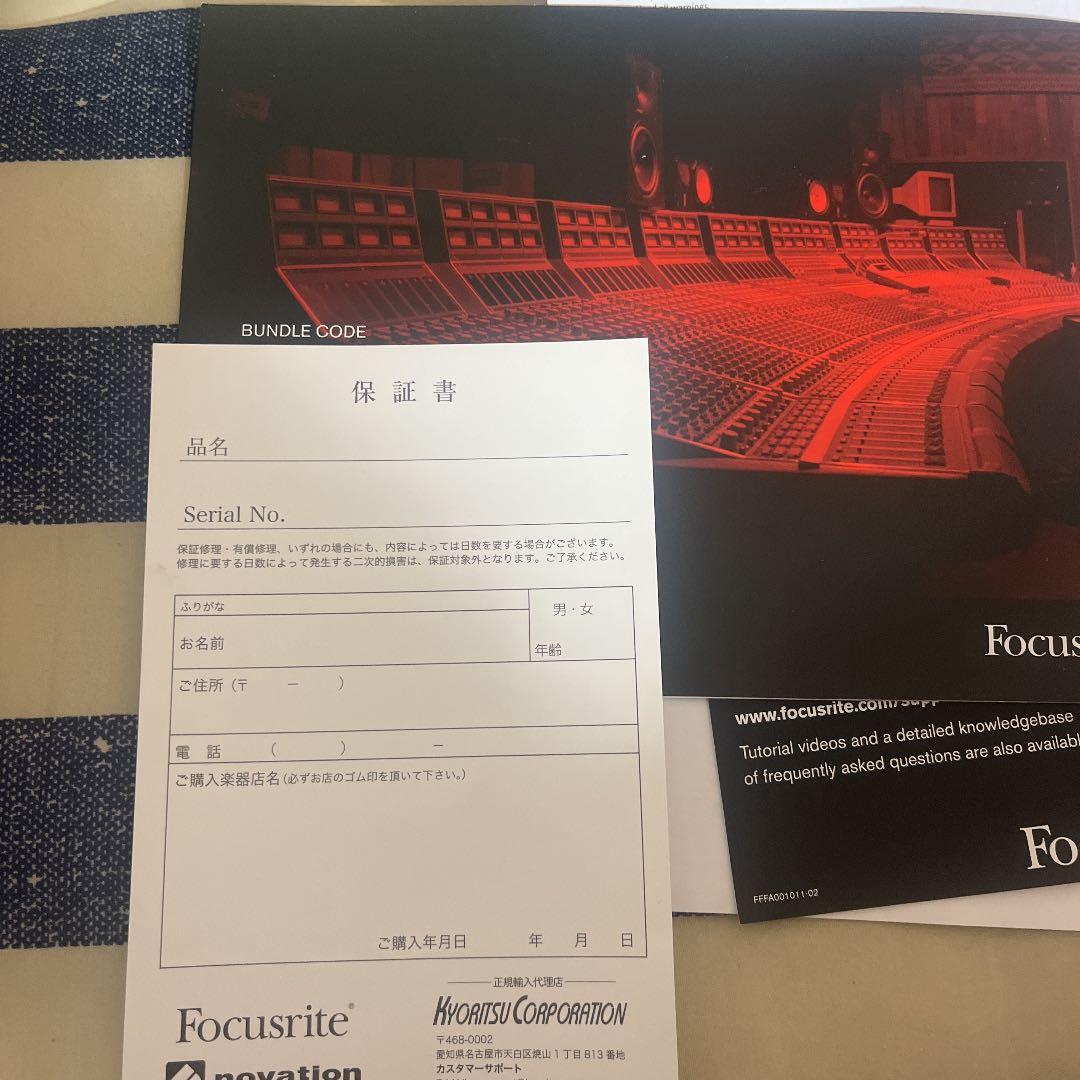 BUNDLE CODE
保証書
品名
Serial No.
保証修理・有償修理、いずれの場合にも、内容によっては日数を要する場合がございます。
修理に要する日数によって発生する二次的損害は、保証対象外となります。ご了承ください。
ふりがな
男・女
お名前
年齢
ご住所（〒　－　）
電 話 （　） －
ご購入楽器店名（必ずお店のゴム印を頂いて下さい。）
ご購入年月日 年 月 日
Focusrite®
novation
正規輸入代理店
KYORITSU CORPORATION
〒468-0002
愛知県名古屋市天白区焼山1丁目813番地
カスタマーサポート
Focus
www.focusrite.com/supp
Tutorial videos and a detailed knowledgebase
of frequently asked questions are also availabl
Fo
FFFA001011-02